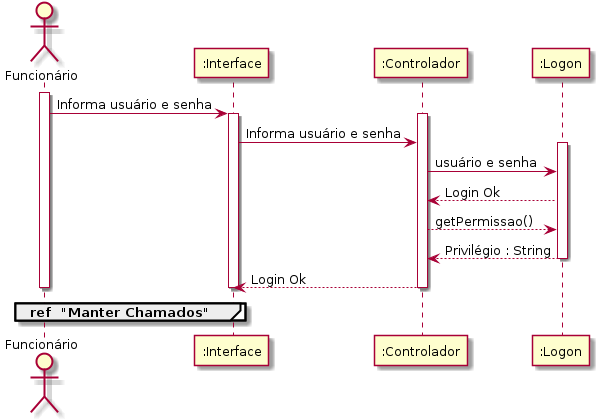 Funcionário
:Interface
:Controlador
:Logon
Informa usuário e senha
Informa usuário e senha
usuário e senha
Login Ok
getPermissao()
Privilégio : String
Login Ok
ref "Manter Chamados"
Funcionário
:Interface
:Controlador
:Logon